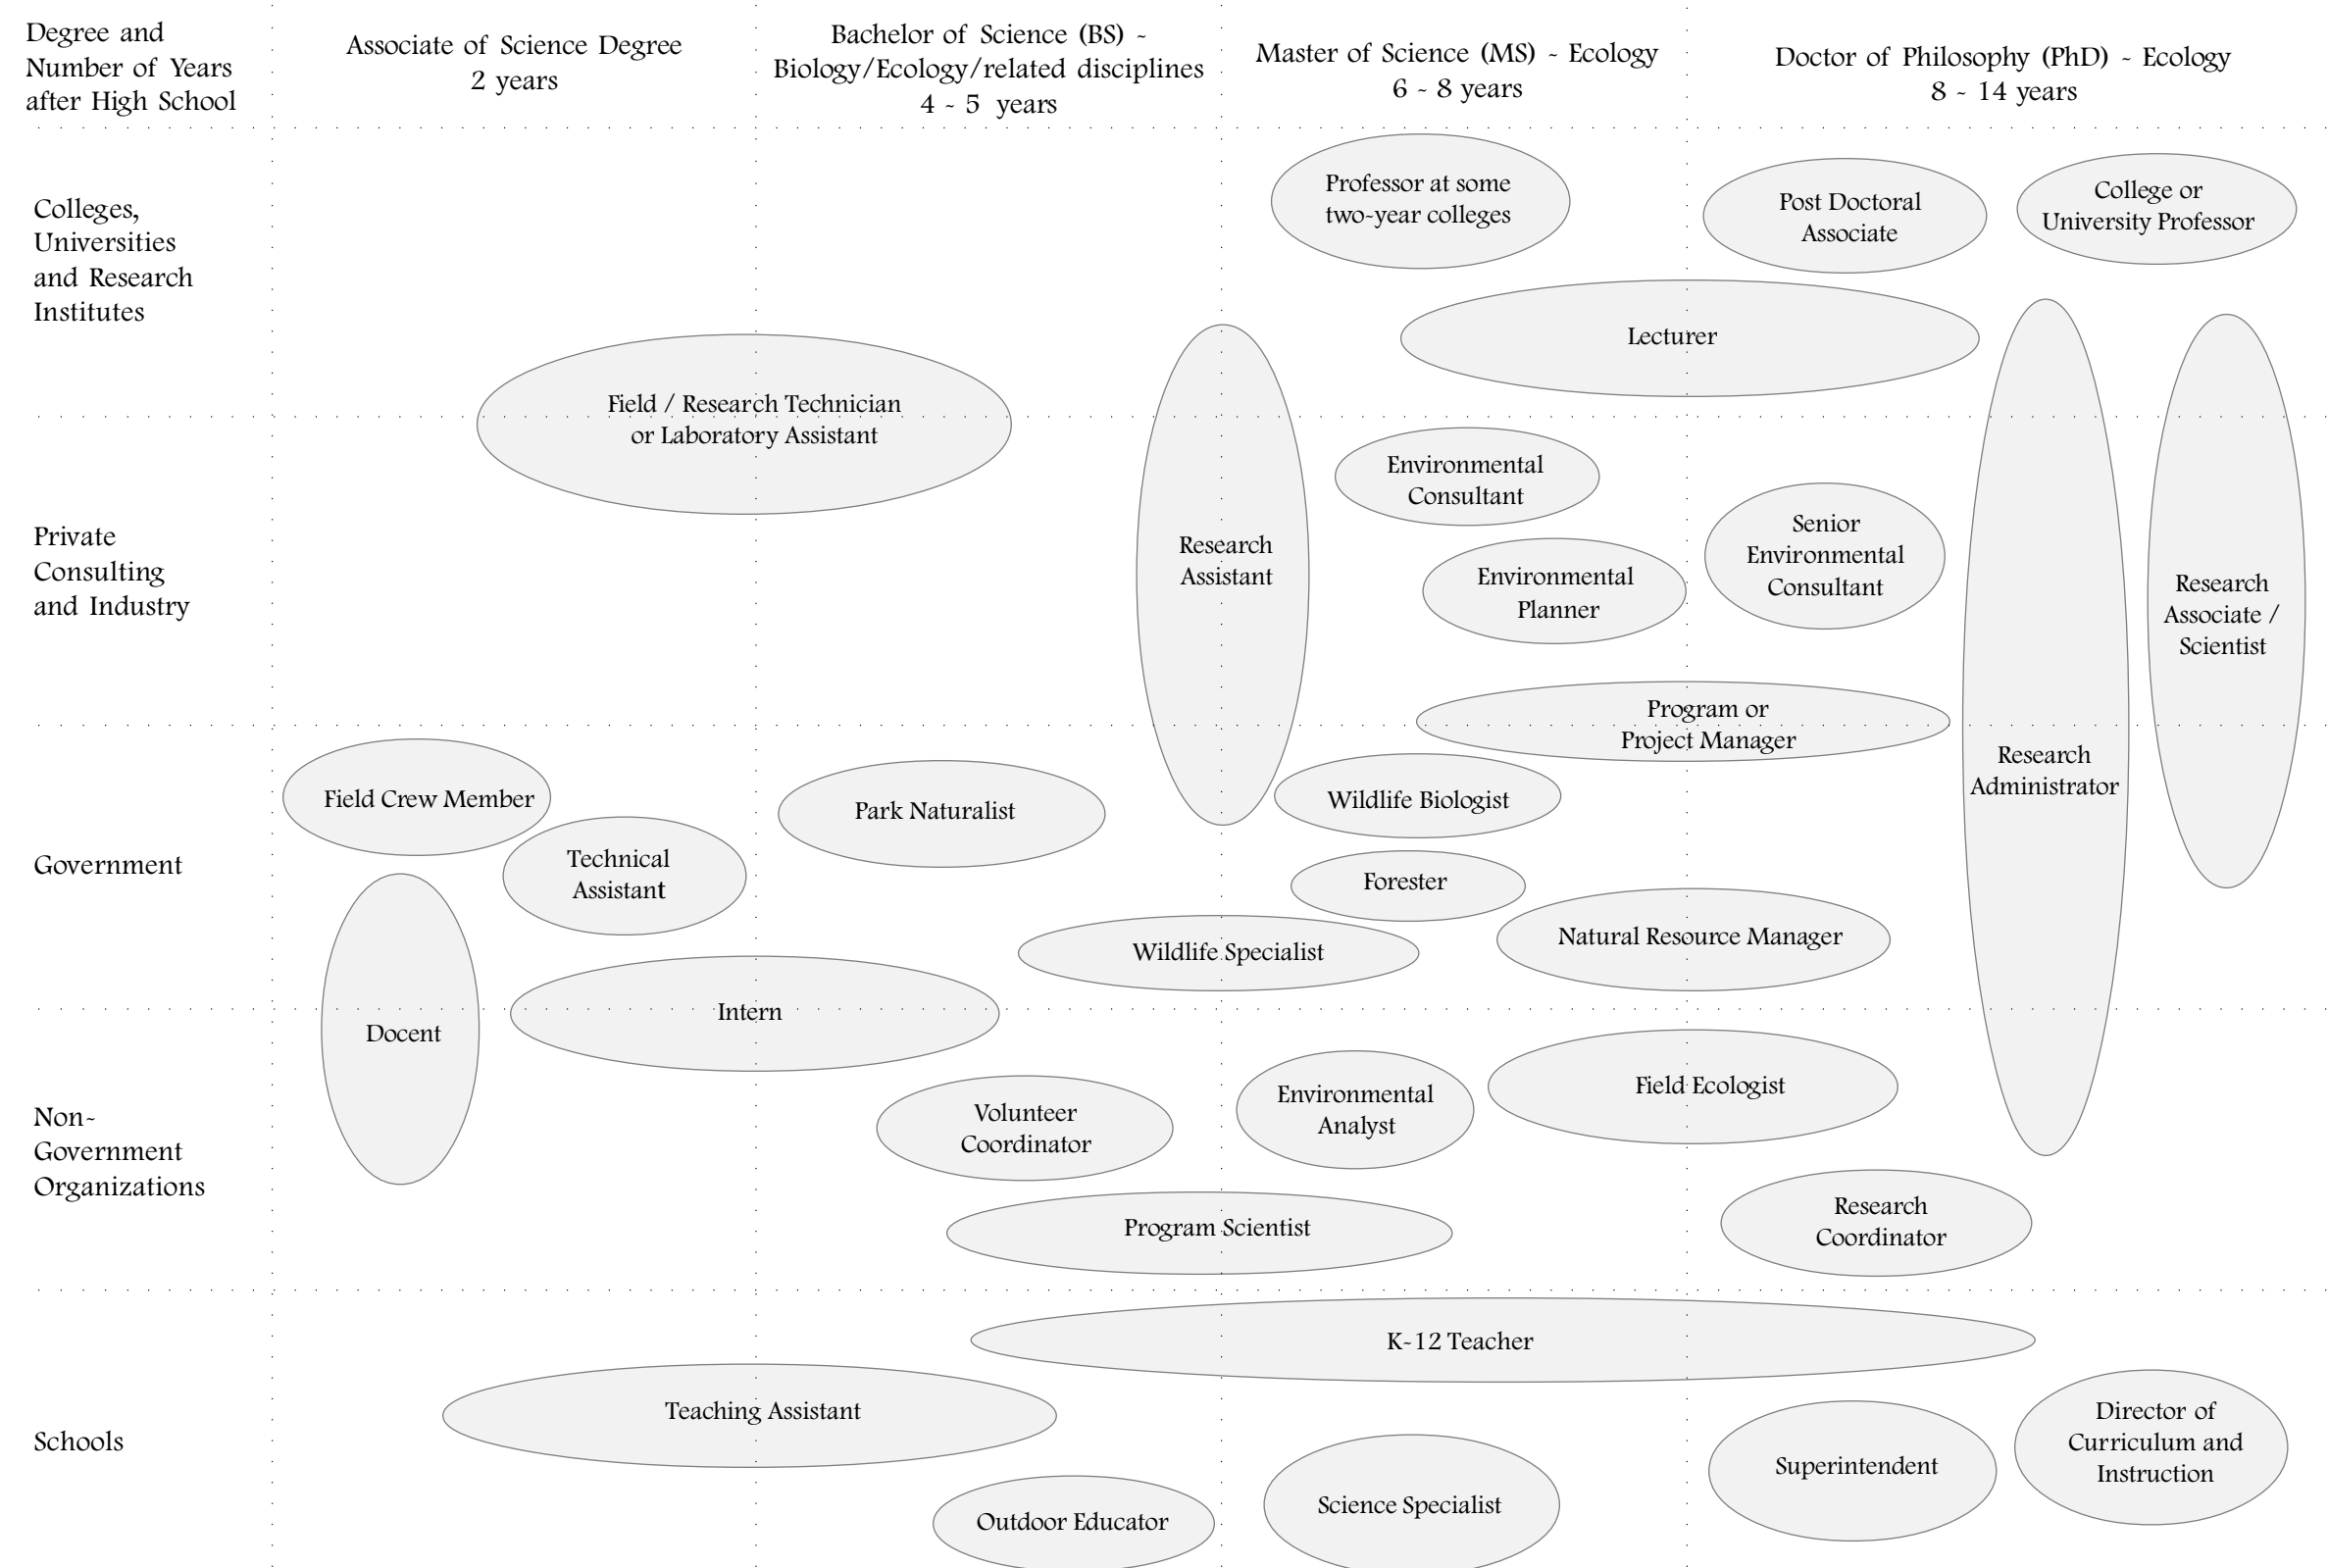 Degree and
Number of Years
after High School
Associate of Science Degree
2 years
Bachelor of Science (BS) ~
Biology/Ecology/related disciplines
4 ~ 5 years
Master of Science (MS) ~ Ecology
6 ~ 8 years
Doctor of Philosophy (PhD) ~ Ecology
8 ~ 14 years
Colleges,
Universities
and Research
Institutes
Professor at some
two-year colleges
Post Doctoral
Associate
College or
University Professor
Lecturer
Field / Research Technician
or Laboratory Assistant
Private
Consulting
and Industry
Research
Assistant
Environmental
Consultant
Environmental
Planner
Senior
Environmental
Consultant
Research
Associate /
Scientist
Program or
Project Manager
Research
Administrator
Government
Field Crew Member
Technical
Assistant
Park Naturalist
Wildlife Biologist
Forester
Wildlife Specialist
Natural Resource Manager
Intern
Docent
Non~
Government
Organizations
Volunteer
Coordinator
Environmental
Analyst
Field Ecologist
Program Scientist
Research
Coordinator
Schools
K~12 Teacher
Teaching Assistant
Outdoor Educator
Science Specialist
Superintendent
Director of
Curriculum and
Instruction